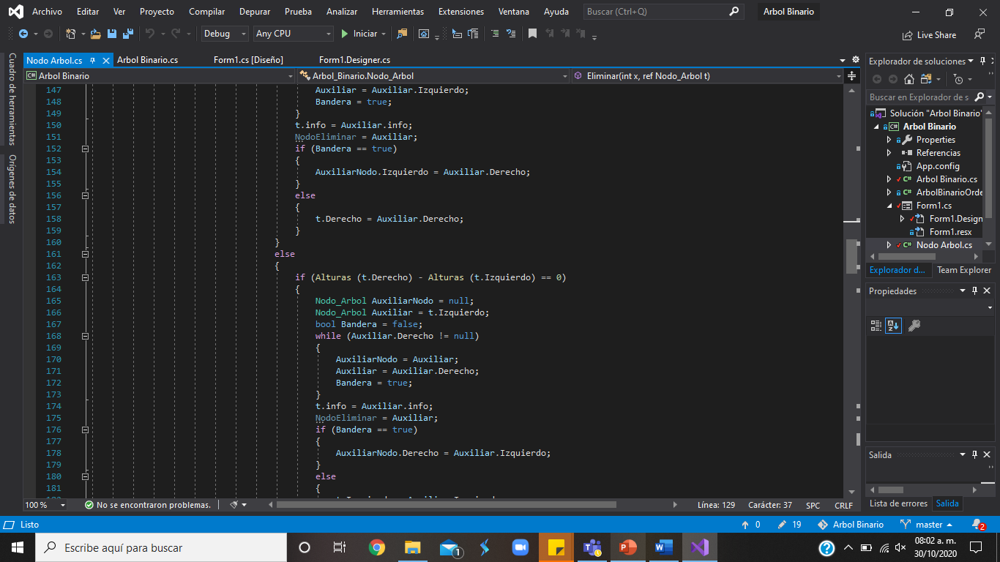 Archivo Editar Ver Proyecto Compilar Depurar Prueba Analizar Herramientas Extensiones Ventana Ayuda Buscar (Ctrl+Q) Arbol Binario
Debug Any CPU Iniciar Live Share
Cuadro de herramientas
Orígenes de datos
Nodo Arbol.cs Arbol Binario.cs Form1.cs [Diseño] Form1.Designer.cs
Arbol Binario Arbol_Binario.Nodo_Arbol Eliminar(int x, ref Nodo_Arbol t)
147 Auxiliar = Auxiliar.Izquierdo;
148 Bandera = true;
149 }
150 t.info = Auxiliar.info;
151 NodoEliminar = Auxiliar;
152 if (Bandera == true)
153 {
154 AuxiliarNodo.Izquierdo = Auxiliar.Derecho;
155 }
156 else
157 {
158 t.Derecho = Auxiliar.Derecho;
159 }
160 }
161 else
162 {
163 if (Alturas (t.Derecho) - Alturas (t.Izquierdo) == 0)
164 {
165 Nodo_Arbol AuxiliarNodo = null;
166 Nodo_Arbol Auxiliar = t.Izquierdo;
167 bool Bandera = false;
168 while (Auxiliar.Derecho != null)
169 {
170 AuxiliarNodo = Auxiliar;
171 Auxiliar = Auxiliar.Derecho;
172 Bandera = true;
173 }
174 t.info = Auxiliar.info;
175 NodoEliminar = Auxiliar;
176 if (Bandera == true)
177 {
178 AuxiliarNodo.Derecho = Auxiliar.Izquierdo;
179 }
180 else
181 {
100 % No se encontraron problemas. Línea: 129 Carácter: 37 SPC CRLF
Explorador de soluciones
Buscar en Explorador de s
Solución "Arbol Binario"
Arbol Binario
Properties
Referencias
App.config
Arbol Binario.cs
ArbolBinarioOrde
Form1.cs
Form1.Design
Form1.resx
Nodo Arbol.cs
Explorador d... Team Explorer
Propiedades
Salida
Lista de errores Salida
Listo 0 19 Arbol Binario master 2
Escribe aquí para buscar 1 08:02 a. m.
30/10/2020